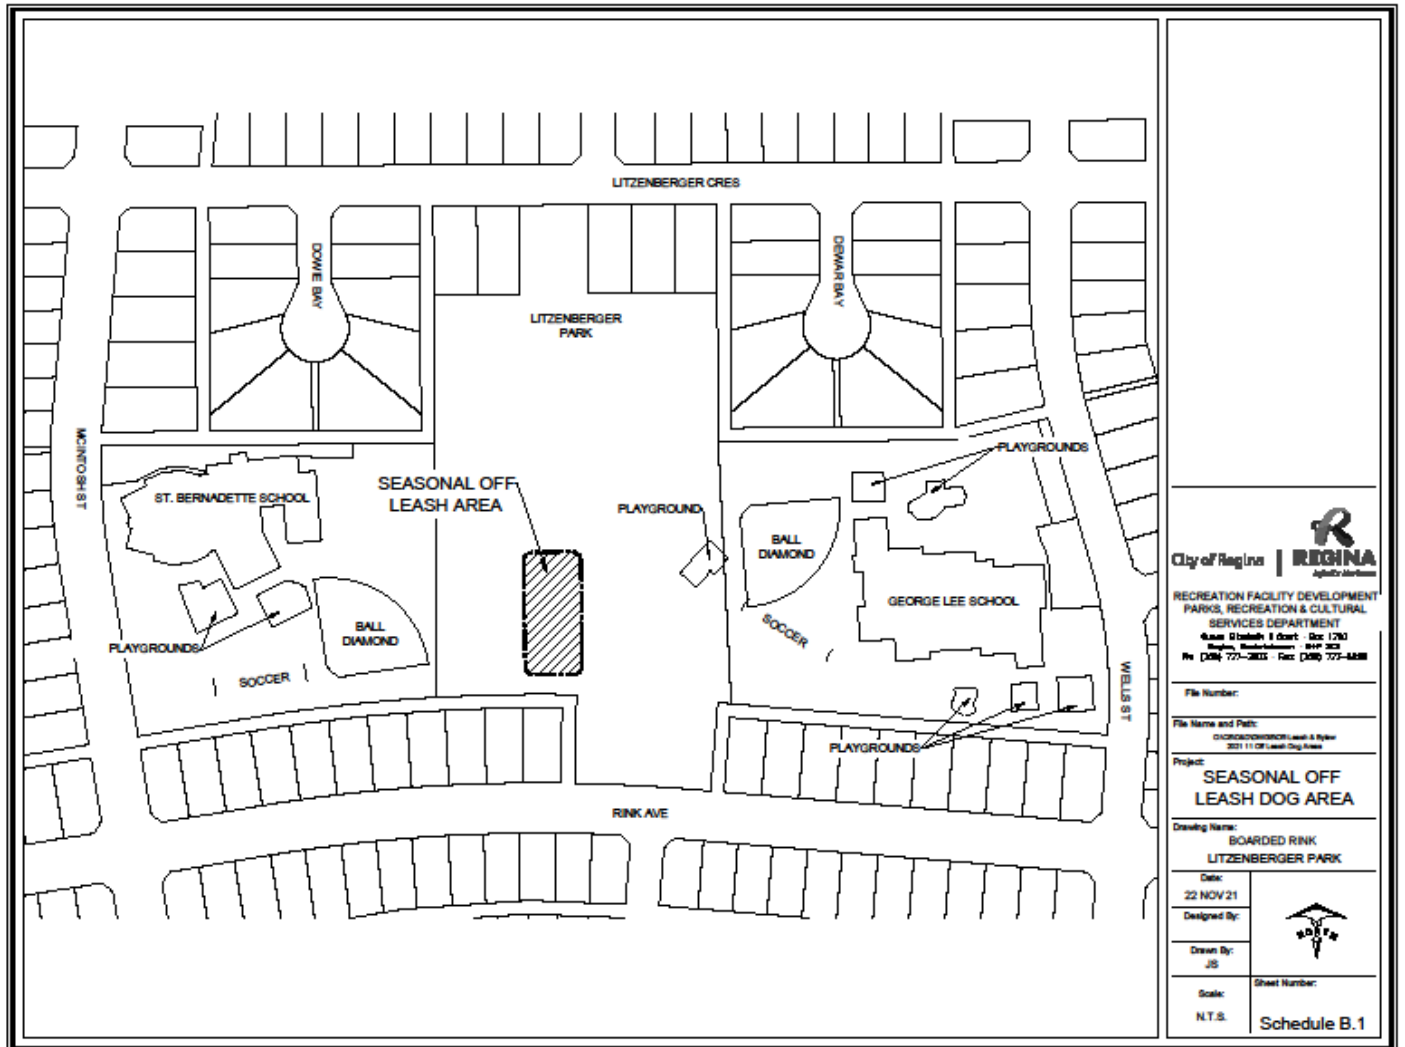 LITZENBERGER CRES
DOWIE BAY
DEWAR BAY
LITZENBERGER
PARK
MCINTOSH ST
PLAYGROUNDS
ST. BERNADETTE SCHOOL
SEASONAL OFF
LEASH AREA
PLAYGROUND
BALL
DIAMOND
GEORGE LEE SCHOOL
SOCCER
BALL
DIAMOND
PLAYGROUNDS
SOCCER
WELLS ST
PLAYGROUNDS
RINK AVE
City of Regina
REGINA
RECREATION FACILITY DEVELOPMENT
PARKS, RECREATION & CULTURAL
SERVICES DEPARTMENT
File Number:
File Name and Path:
Project:
SEASONAL OFF
LEASH DOG AREA
Drawing Name:
BOARDED RINK
LITZENBERGER PARK
Date:
22 NOV 21
Designed By:
Drawn By:
JS
NORTH
Scale:
N.T.S.
Sheet Number:
Schedule B.1